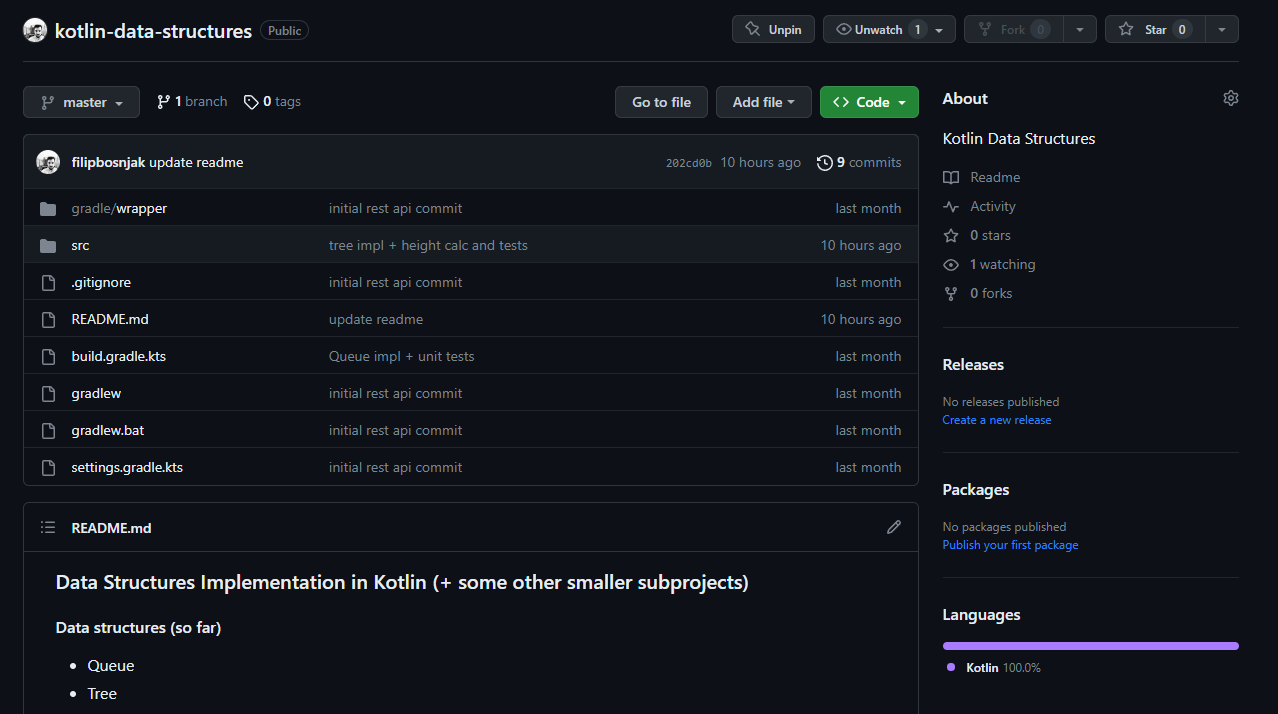 kotlin-data-structures Public Unpin Unwatch 1 Fork 0 Star 0
master 1 branch 0 tags Go to file Add file Code
filipbosnjak update readme 202cd0b 10 hours ago 9 commits
gradle/wrapper initial rest api commit last month
src tree impl + height calc and tests 10 hours ago
.gitignore initial rest api commit last month
README.md update readme 10 hours ago
build.gradle.kts Queue impl + unit tests last month
gradlew initial rest api commit last month
gradlew.bat initial rest api commit last month
settings.gradle.kts initial rest api commit last month
README.md
Data Structures Implementation in Kotlin (+ some other smaller subprojects)
Data structures (so far)
Queue
Tree
About
Kotlin Data Structures
Readme
Activity
0 stars
1 watching
0 forks
Releases
No releases published
Create a new release
Packages
No packages published
Publish your first package
Languages
Kotlin 100.0%